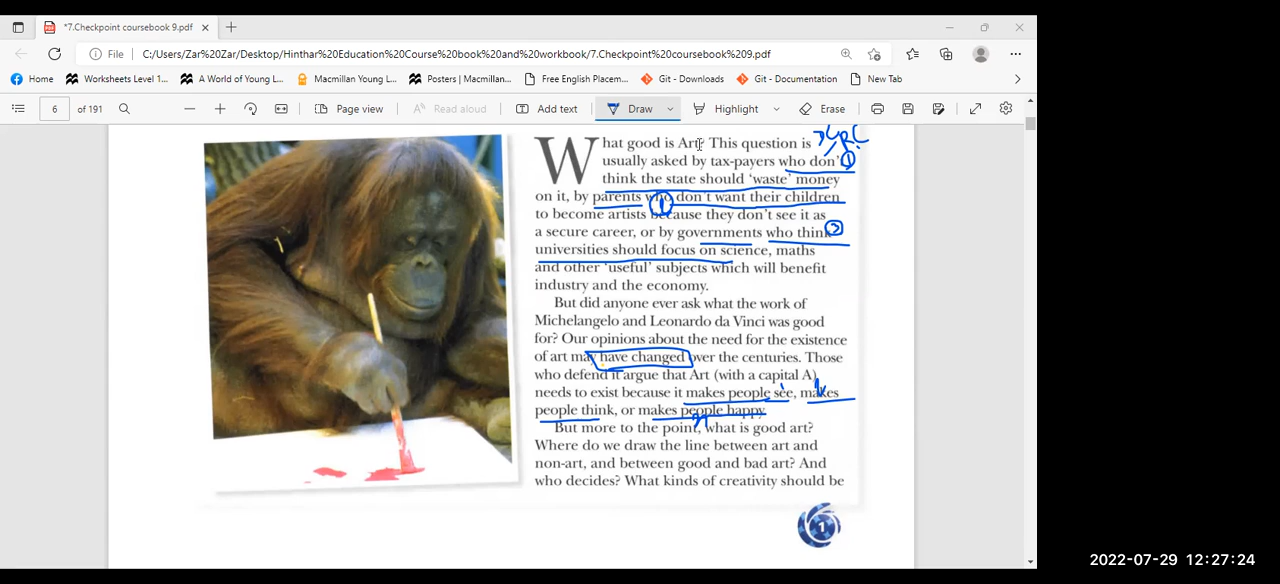 *7.Checkpoint coursebook 9.pdf
File C:/Users/Zar%20Zar/Desktop/Hinthar%20Education%20Course%20book%20and%20workbook/7.Checkpoint%20coursebook%209.pdf
Home Worksheets Level 1... A World of Young L... Macmillan Young L... Posters | Macmillan... Free English Placem... Git - Downloads Git - Documentation New Tab
6 of 191 Page view Read aloud Add text Draw Highlight Erase
What good is Art? This question is
usually asked by tax-payers who don't
think the state should 'waste' money
on it, by parents who don't want their children
to become artists because they don't see it as
a secure career, or by governments who think
universities should focus on science, maths
and other 'useful' subjects which will benefit
industry and the economy.
But did anyone ever ask what the work of
Michelangelo and Leonardo da Vinci was good
for? Our opinions about the need for the existence
of art may have changed over the centuries. Those
who defend it argue that Art (with a capital A)
needs to exist because it makes people see, makes
people think, or makes people happy.
But more to the point, what is good art?
Where do we draw the line between art and
non-art, and between good and bad art? And
who decides? What kinds of creativity should be
1
2022-07-29 12:27:24